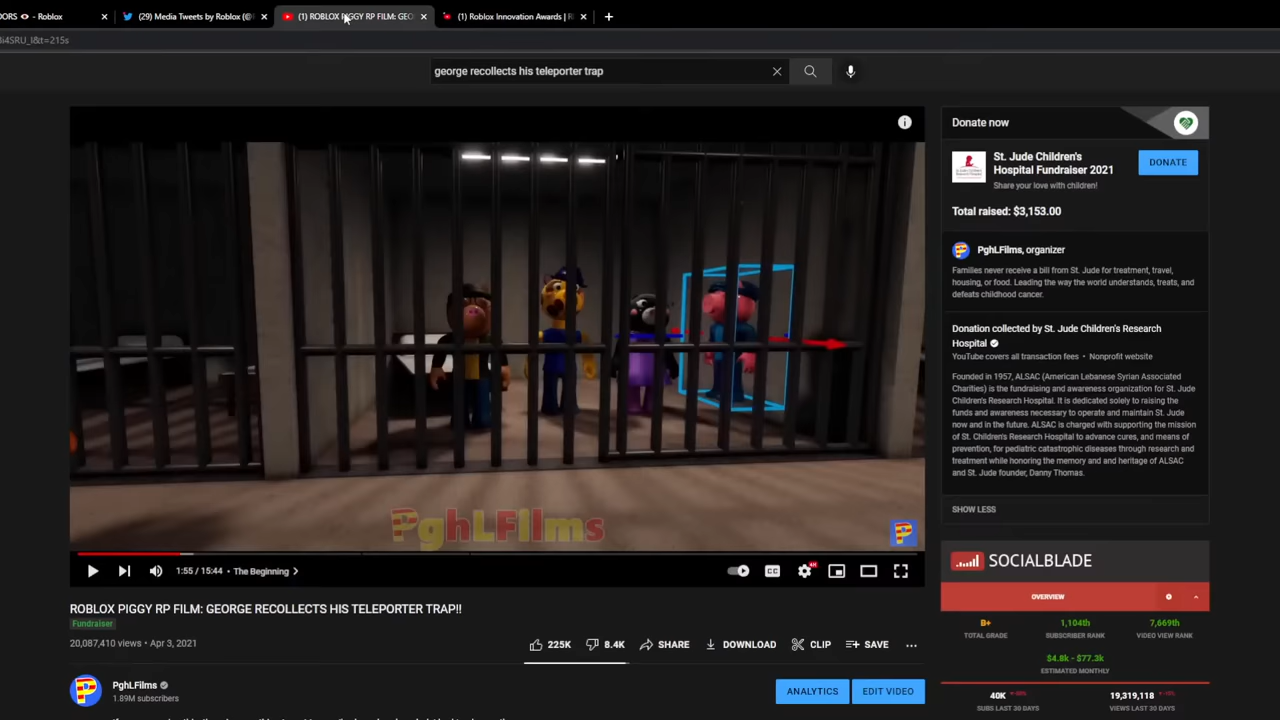 DORS 👁 - Roblox
(29) Media Tweets by Roblox (@
(1) ROBLOX PIGGY RP FILM: GEO
(1) Roblox Innovation Awards |
4SRU_I&t=215s
george recollects his teleporter trap
Donate now
St. Jude Children's
Hospital Fundraiser 2021
Share your love with children!
DONATE
Total raised: $3,153.00
PghLFilms, organizer
Families never receive a bill from St. Jude for treatment, travel,
housing, or food. Leading the way the world understands, treats, and
defeats childhood cancer.
Donation collected by St. Jude Children's Research
Hospital
YouTube covers all transaction fees • Nonprofit website
Founded in 1957, ALSAC (American Lebanese Syrian Associated
Charities) is the fundraising and awareness organization for St. Jude
Children's Research Hospital. It is dedicated solely to raising the
funds and awareness necessary to operate and maintain St. Jude
now and in the future. ALSAC is charged with supporting the mission
of St. Children's Research Hospital to advance cures, and means of
prevention, for pediatric catastrophic diseases through research and
treatment while honoring the memory and and heritage of ALSAC
and St. Jude founder, Danny Thomas.
SHOW LESS
PghLFilms
P
1:55 / 15:44 • The Beginning >
CC
ROBLOX PIGGY RP FILM: GEORGE RECOLLECTS HIS TELEPORTER TRAP!!
Fundraiser
20,087,410 views • Apr 3, 2021
225K
8.4K
SHARE
DOWNLOAD
CLIP
SAVE
P
PghLFilms
1.89M subscribers
ANALYTICS
EDIT VIDEO
SOCIALBLADE
OVERVIEW
B+
TOTAL GRADE
1,104th
SUBSCRIBER RANK
7,669th
VIDEO VIEW RANK
$4.8k - $77.3k
ESTIMATED MONTHLY
40K
SUBS LAST 30 DAYS
19,319,118
VIEWS LAST 30 DAYS